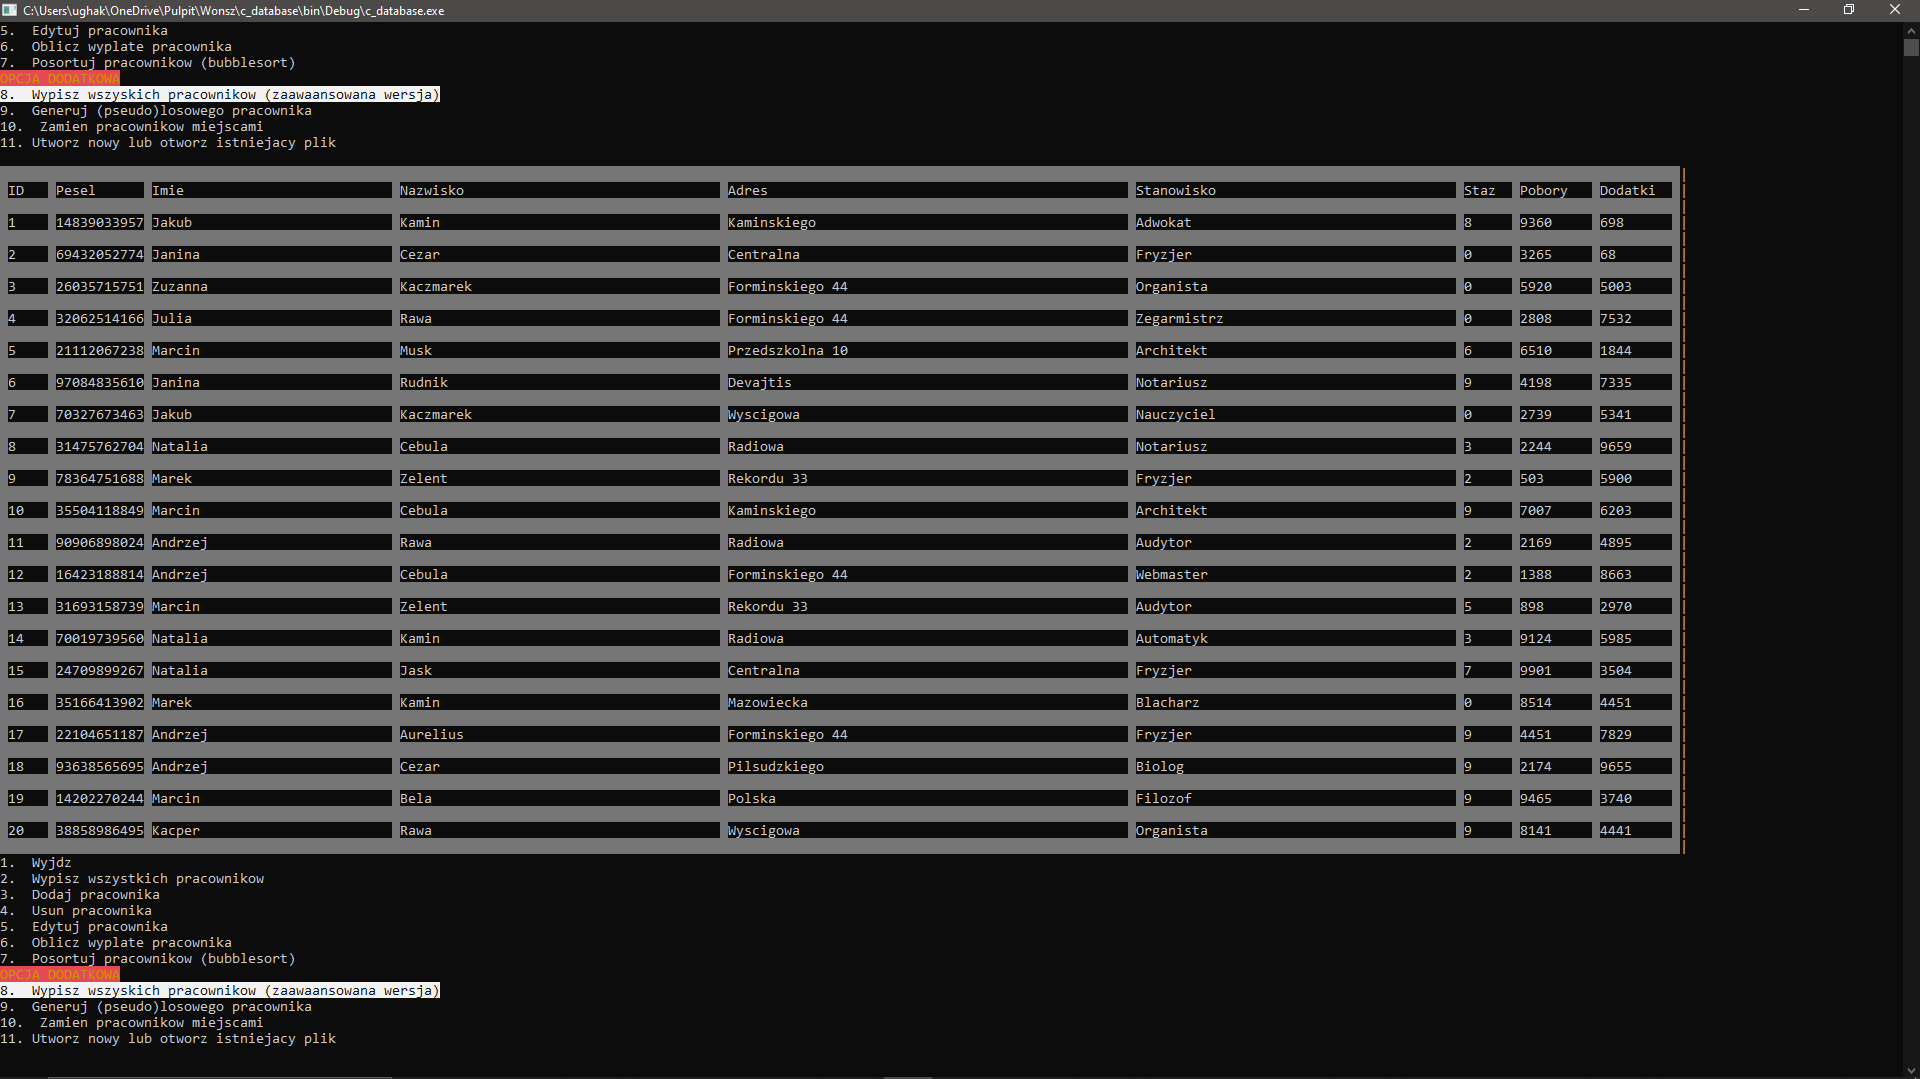 C:\Users\ughak\OneDrive\Pulpit\Wonsz\c_database\bin\Debug\c_database.exe
5.  Edytuj pracownika
6.  Oblicz wyplate pracownika
7.  Posortuj pracownikow (bubblesort)
OPCJA DODATKOWA
8.  Wypisz wszyskich pracownikow (zaawaansowana wersja)
9.  Generuj (pseudo)losowego pracownika
10.  Zamien pracownikow miejscami
11. Utworz nowy lub otworz istniejacy plik
ID Pesel Imie Nazwisko Adres Stanowisko Staz Pobory Dodatki
1 14839033957 Jakub Kamin Kaminskiego Adwokat 8 9360 698
2 69432052774 Janina Cezar Centralna Fryzjer 0 3265 68
3 26035715751 Zuzanna Kaczmarek Forminskiego 44 Organista 0 5920 5003
4 32062514166 Julia Rawa Forminskiego 44 Zegarmistrz 0 2808 7532
5 21112067238 Marcin Musk Przedszkolna 10 Architekt 6 6510 1844
6 97084835610 Janina Rudnik Devajtis Notariusz 9 4198 7335
7 70327673463 Jakub Kaczmarek Wyscigowa Nauczyciel 0 2739 5341
8 31475762704 Natalia Cebula Radiowa Notariusz 3 2244 9659
9 78364751688 Marek Zelent Rekordu 33 Fryzjer 2 503 5900
10 35504118849 Marcin Cebula Kaminskiego Architekt 9 7007 6203
11 90906898024 Andrzej Rawa Radiowa Audytor 2 2169 4895
12 16423188814 Andrzej Cebula Forminskiego 44 Webmaster 2 1388 8663
13 31693158739 Marcin Zelent Rekordu 33 Audytor 5 898 2970
14 70019739560 Natalia Kamin Radiowa Automatyk 3 9124 5985
15 24709899267 Natalia Jask Centralna Fryzjer 7 9901 3504
16 35166413902 Marek Kamin Mazowiecka Blacharz 0 8514 4451
17 22104651187 Andrzej Aurelius Forminskiego 44 Fryzjer 9 4451 7829
18 93638565695 Andrzej Cezar Pilsudzkiego Biolog 9 2174 9655
19 14202270244 Marcin Bela Polska Filozof 9 9465 3740
20 38858986495 Kacper Rawa Wyscigowa Organista 9 8141 4441
1.  Wyjdz
2.  Wypisz wszystkich pracownikow
3.  Dodaj pracownika
4.  Usun pracownika
5.  Edytuj pracownika
6.  Oblicz wyplate pracownika
7.  Posortuj pracownikow (bubblesort)
OPCJA DODATKOWA
8.  Wypisz wszyskich pracownikow (zaawaansowana wersja)
9.  Generuj (pseudo)losowego pracownika
10.  Zamien pracownikow miejscami
11. Utworz nowy lub otworz istniejacy plik